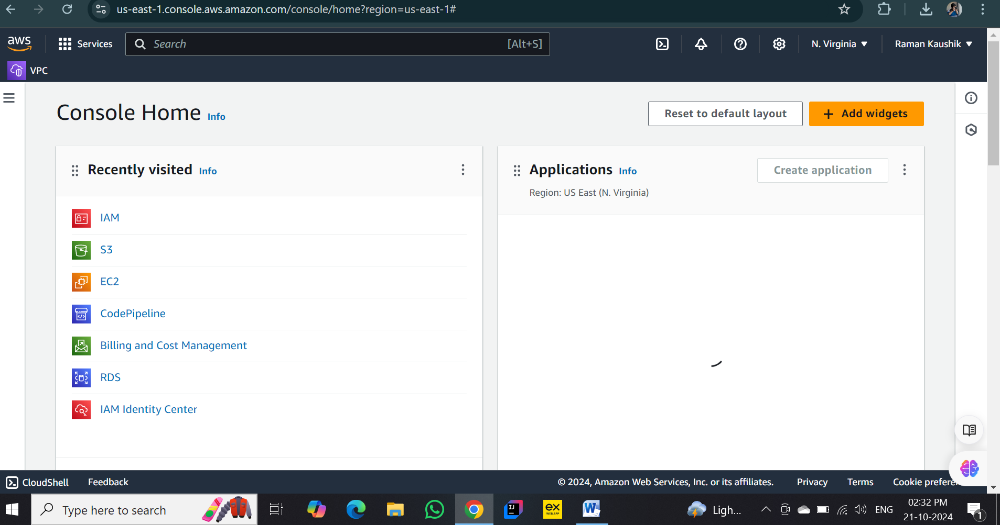 us-east-1.console.aws.amazon.com/console/home?region=us-east-1#
aws
Services
Search
[Alt+S]
N. Virginia
Raman Kaushik
VPC
Console Home Info
Reset to default layout
+ Add widgets
Recently visited Info
IAM
S3
EC2
CodePipeline
Billing and Cost Management
RDS
IAM Identity Center
Applications Info
Create application
Region: US East (N. Virginia)
CloudShell
Feedback
© 2024, Amazon Web Services, Inc. or its affiliates.
Privacy
Terms
Cookie prefere
Type here to search
IJ
ex
WEB APP
W
Ligh...
ENG
02:32 PM
21-10-2024
1